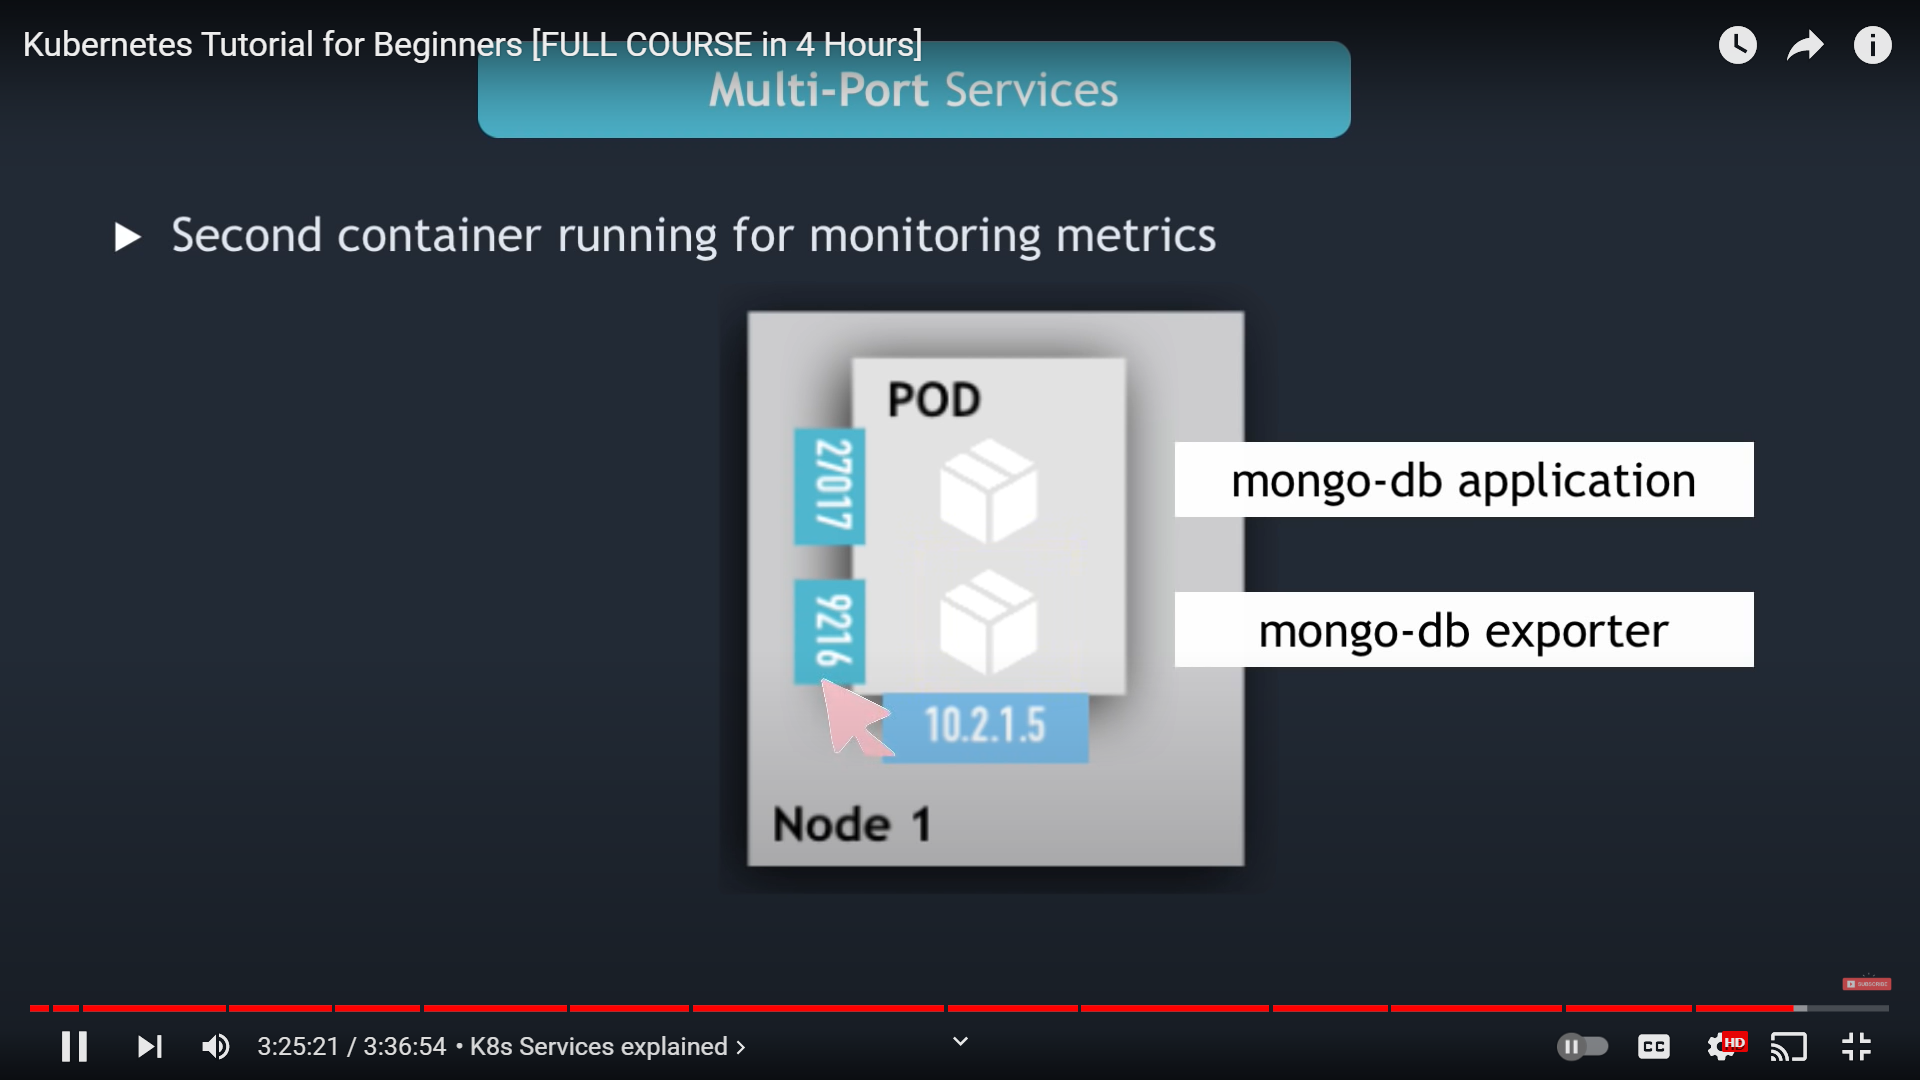 Kubernetes Tutorial for Beginners [FULL COURSE in 4 Hours]
Multi-Port Services
Second container running for monitoring metrics
POD
27017
mongo-db application
9216
mongo-db exporter
10.2.1.5
Node 1
SUBSCRIBE
3:25:21 / 3:36:54 • K8s Services explained
CC
HD